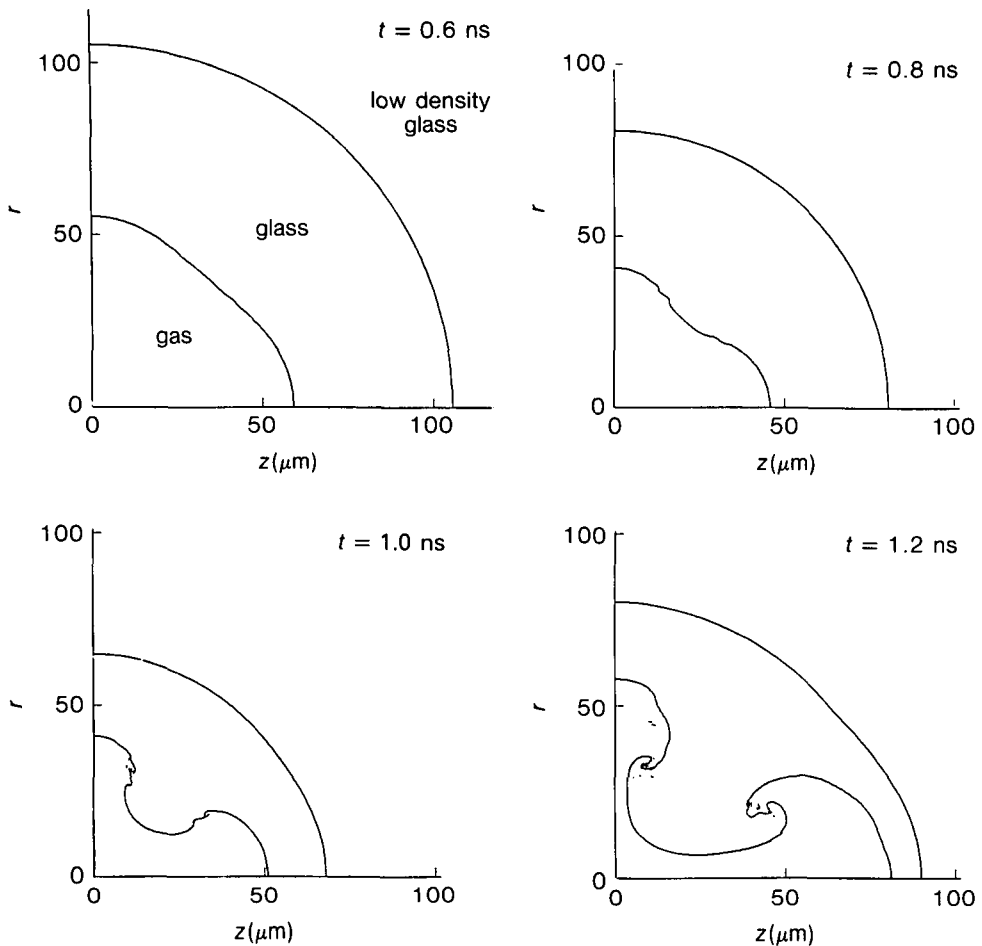 t = 0.6 ns
100
low density
glass
r
50
glass
gas
0
0
50
100
z(μm)
t = 0.8 ns
100
r
50
0
0
50
100
z(μm)
t = 1.0 ns
100
r
50
0
0
50
100
z(μm)
t = 1.2 ns
100
r
50
0
0
50
100
z(μm)